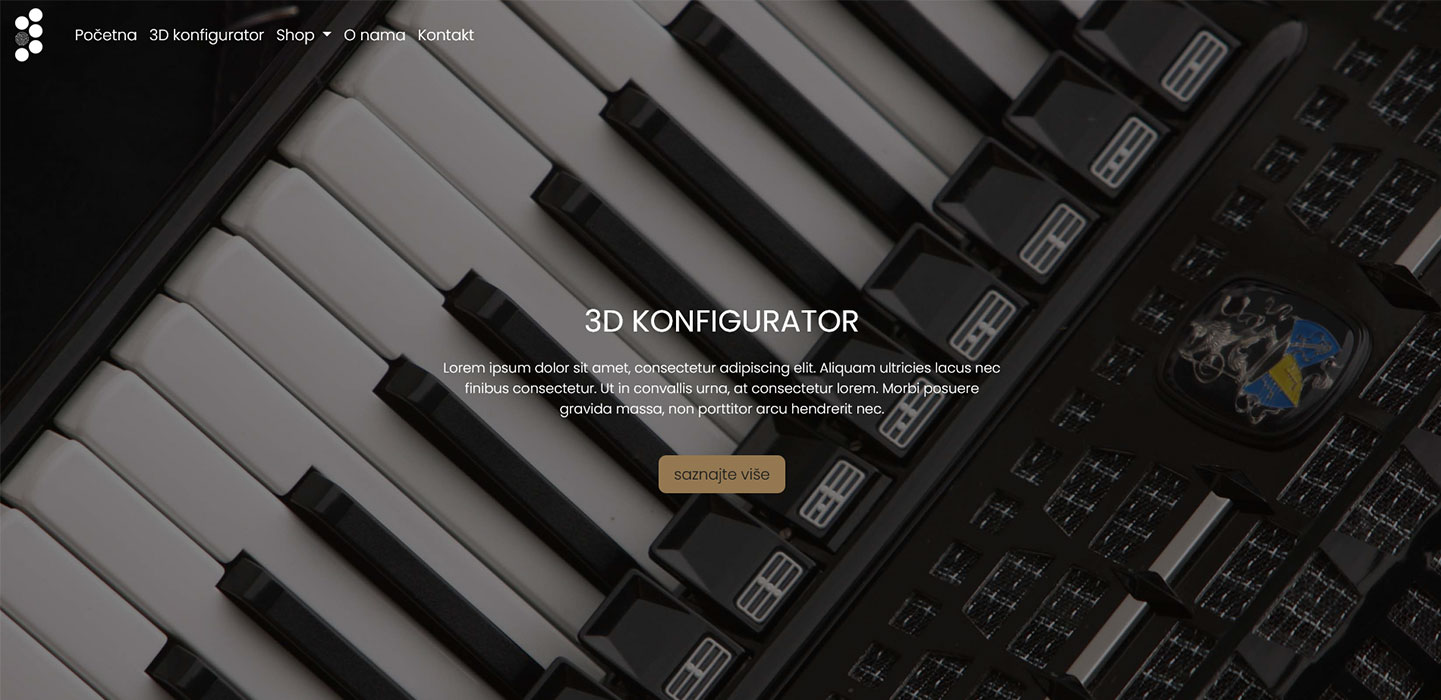 Početna
3D konfigurator
Shop
O nama
Kontakt
3D KONFIGURATOR
Lorem ipsum dolor sit amet, consectetur adipiscing elit. Aliquam ultricies lacus nec
finibus consectetur. Ut in convallis urna, at consectetur lorem. Morbi posuere
gravida massa, non porttitor arcu hendrerit nec.
saznajte više